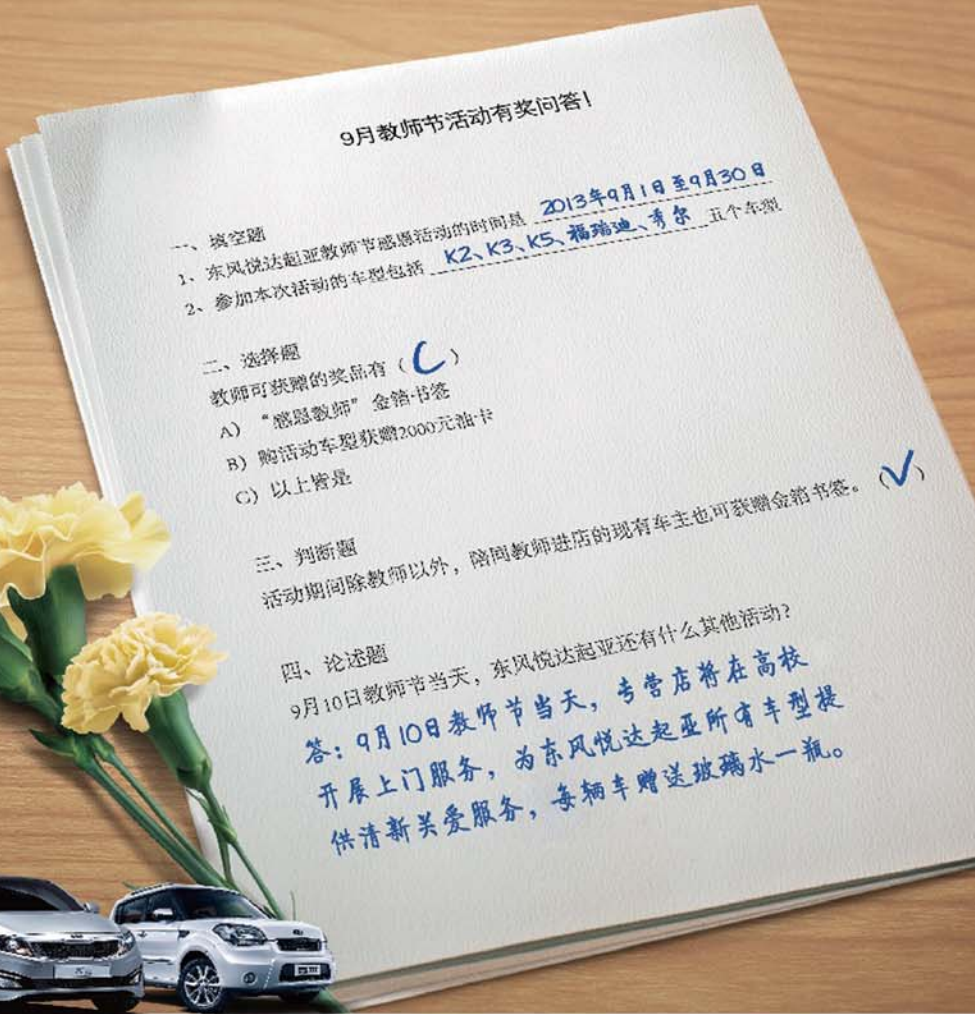 9月教师节活动有奖问答!
一、填空题
1、东风悦达起亚教师节感恩活动的时间是 2013年9月1日至9月30日
2、参加本次活动的车型包括 K2、K3、K5、福瑞迪、秀尔 五个车型
二、选择题
教师可获赠的奖品有（C）
A）“感恩教师”金箔书签
B）购活动车型获赠2000元油卡
C）以上皆是
三、判断题
活动期间除教师以外，陪同教师进店的现有车主也可获赠金箔书签。（√）
四、论述题
9月10日教师节当天，东风悦达起亚还有什么其他活动?
答：9月10日教师节当天，专营店将在高校
开展上门服务，为东风悦达起亚所有车型提
供清新关爱服务，每辆车赠送玻璃水一瓶。